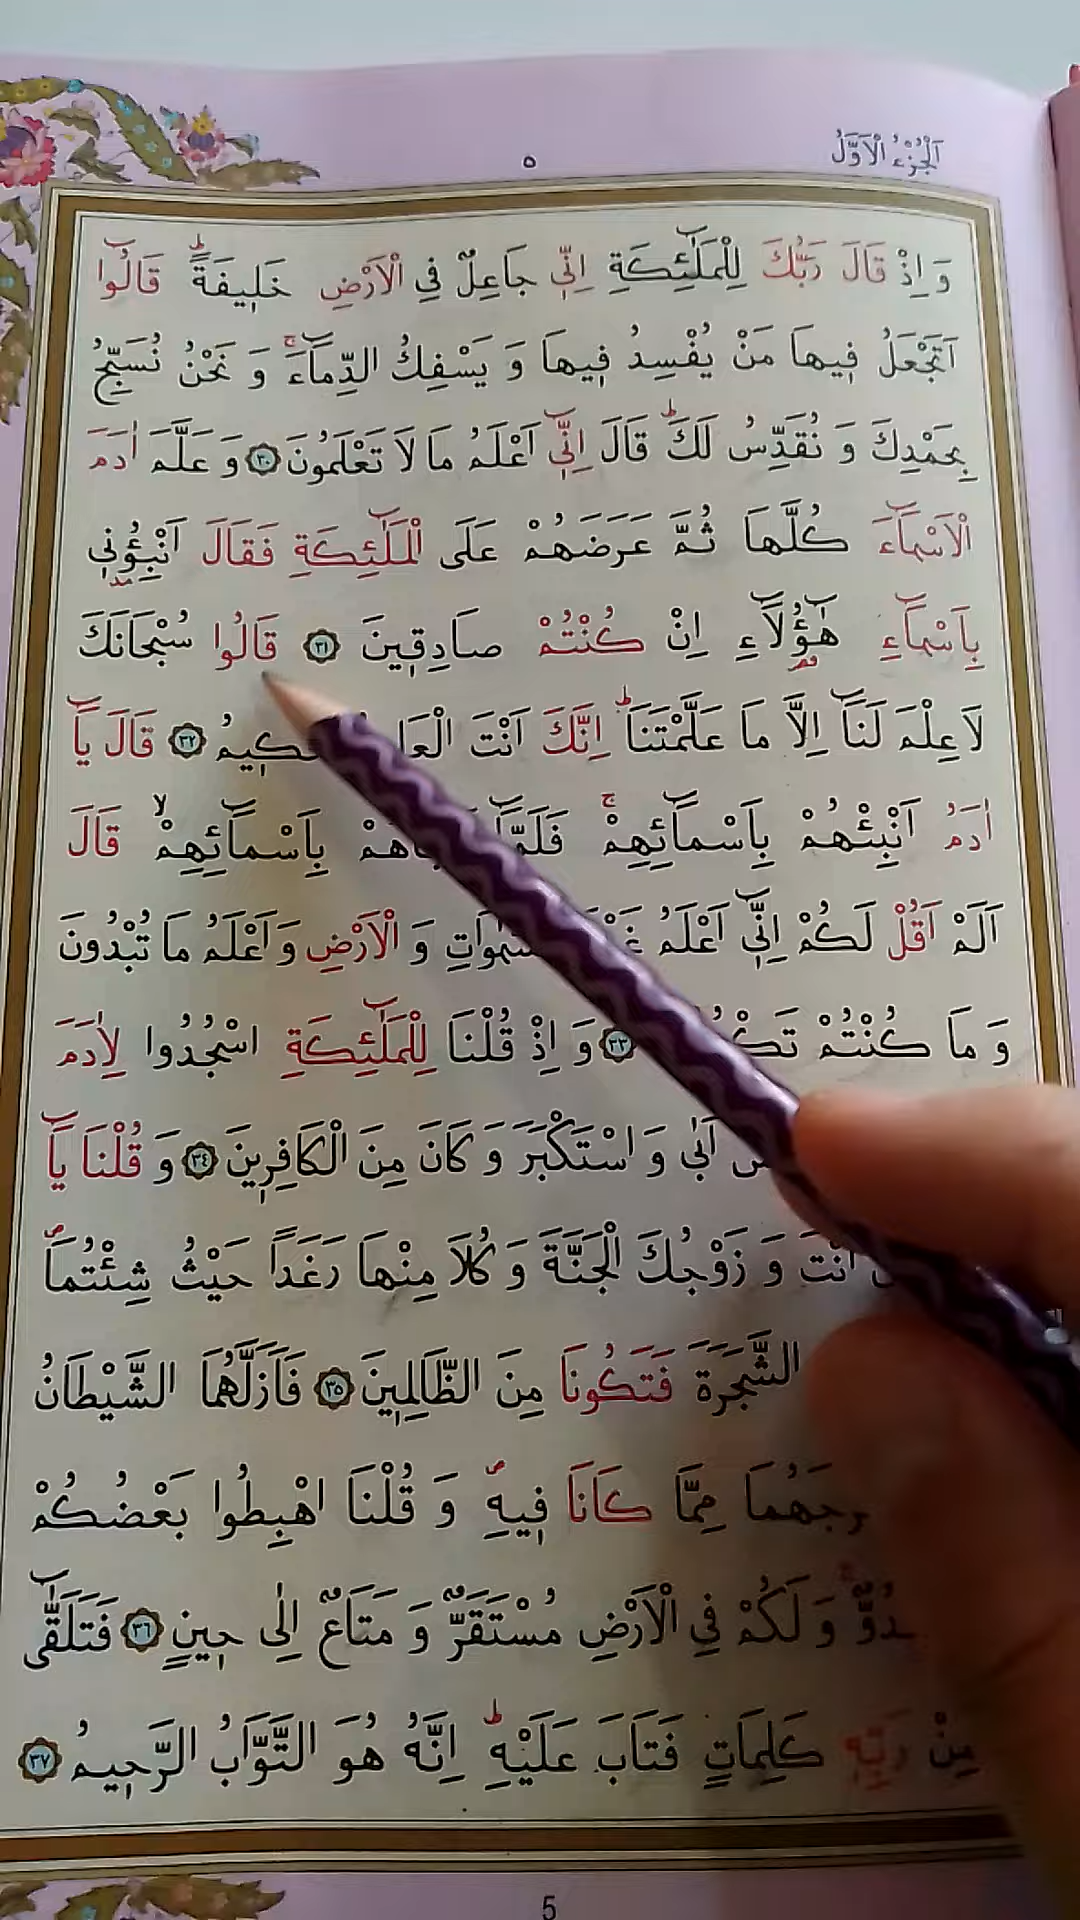 اَلْجُزْءُ الْاَوَّلُ
٥
وَ اِذْ قَالَ رَبُّكَ لِلْمَلٰٓئِكَةِ اِنّ۪ي جَاعِلٌ فِي الْاَرْضِ خَل۪يفَةًۜ قَالُٓوا
اَتَجْعَلُ ف۪يهَا مَنْ يُفْسِدُ ف۪يهَا وَ يَسْفِكُ الدِّمَٓاءَۚ وَ نَحْنُ نُسَبِّحُ
بِحَمْدِكَ وَ نُقَدِّسُ لَكَۜ قَالَ اِنّ۪ٓي اَعْلَمُ مَا لَا تَعْلَمُونَ ٣٠ وَ عَلَّمَ اٰدَمَ
الْاَسْمَٓاءَ كُلَّهَا ثُمَّ عَرَضَهُمْ عَلَى الْمَلٰٓئِكَةِ فَقَالَ اَنْبِؤُ۫ن۪ي
بِاَسْمَٓاءِ هٰٓؤُ۬لَٓاءِ اِنْ كُنْتُمْ صَادِق۪ينَ ٣١ قَالُوا سُبْحَانَكَ
لَا عِلْمَ لَنَٓا اِلَّا مَا عَلَّمْتَنَاۜ اِنَّكَ اَنْتَ ٣٢ قَالَ يَٓا
اٰدَمُ اَنْبِئْهُمْ بِاَسْمَٓائِهِمْۚ بِاَسْمَٓائِهِمْۙ قَالَ
اَلَمْ اَقُلْ لَكُمْ اِنّ۪ٓي اَعْلَمُ وَ الْاَرْضِ وَ اَعْلَمُ مَا تُبْدُونَ
وَ مَا كُنْتُمْ ٣٣ وَ اِذْ قُلْنَا لِلْمَلٰٓئِكَةِ اسْجُدُوا لِاٰدَمَ
اَبٰى وَ اسْتَكْبَرَ وَ كَانَ مِنَ الْكَافِر۪ينَ ٣٤ وَ قُلْنَا يَٓا
اَنْتَ وَ زَوْجُكَ الْجَنَّةَ وَ كُلَا مِنْهَا رَغَدًا حَيْثُ شِئْتُمَاۖ
الشَّجَرَةَ فَتَكُونَا مِنَ الظَّالِم۪ينَ ٣٥ فَاَزَلَّهُمَا الشَّيْطَانُ
مِمَّا كَانَا ف۪يهِۖ وَ قُلْنَا اهْبِطُوا بَعْضُكُمْ
وَ لَكُمْ فِي الْاَرْضِ مُسْتَقَرٌّ وَ مَتَاعٌ اِلٰى ح۪ينٍ ٣٦ فَتَلَقّٰٓى
مِنْ رَبِّه۪ كَلِمَاتٍ فَتَابَ عَلَيْهِۜ اِنَّهُ هُوَ التَّوَّابُ الرَّح۪يمُ ٣٧
5